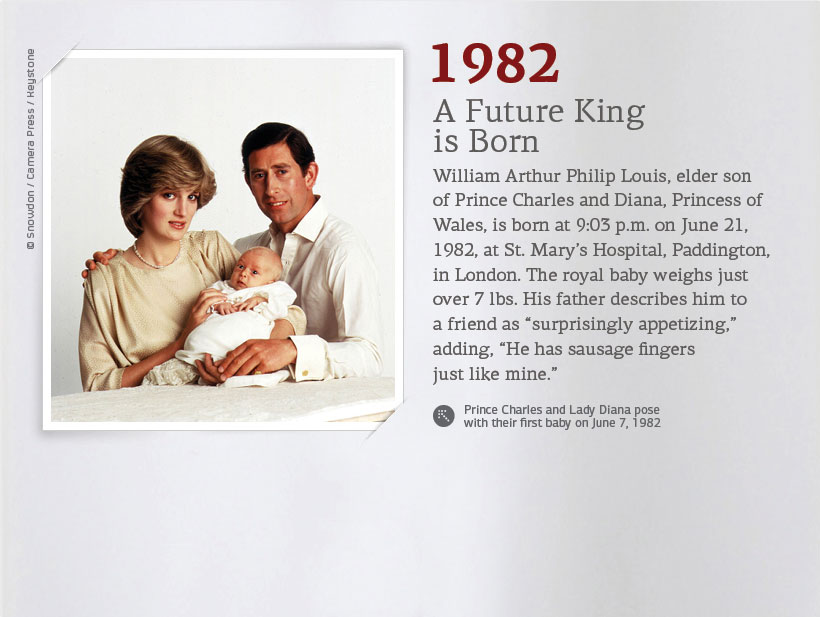 © Snowdon / Camera Press / Keystone
1982
A Future King
is Born
William Arthur Philip Louis, elder son
of Prince Charles and Diana, Princess of
Wales, is born at 9:03 p.m. on June 21,
1982, at St. Mary’s Hospital, Paddington,
in London. The royal baby weighs just
over 7 lbs. His father describes him to
a friend as “surprisingly appetizing,”
adding, “He has sausage fingers
just like mine.”
Prince Charles and Lady Diana pose
with their first baby on June 7, 1982